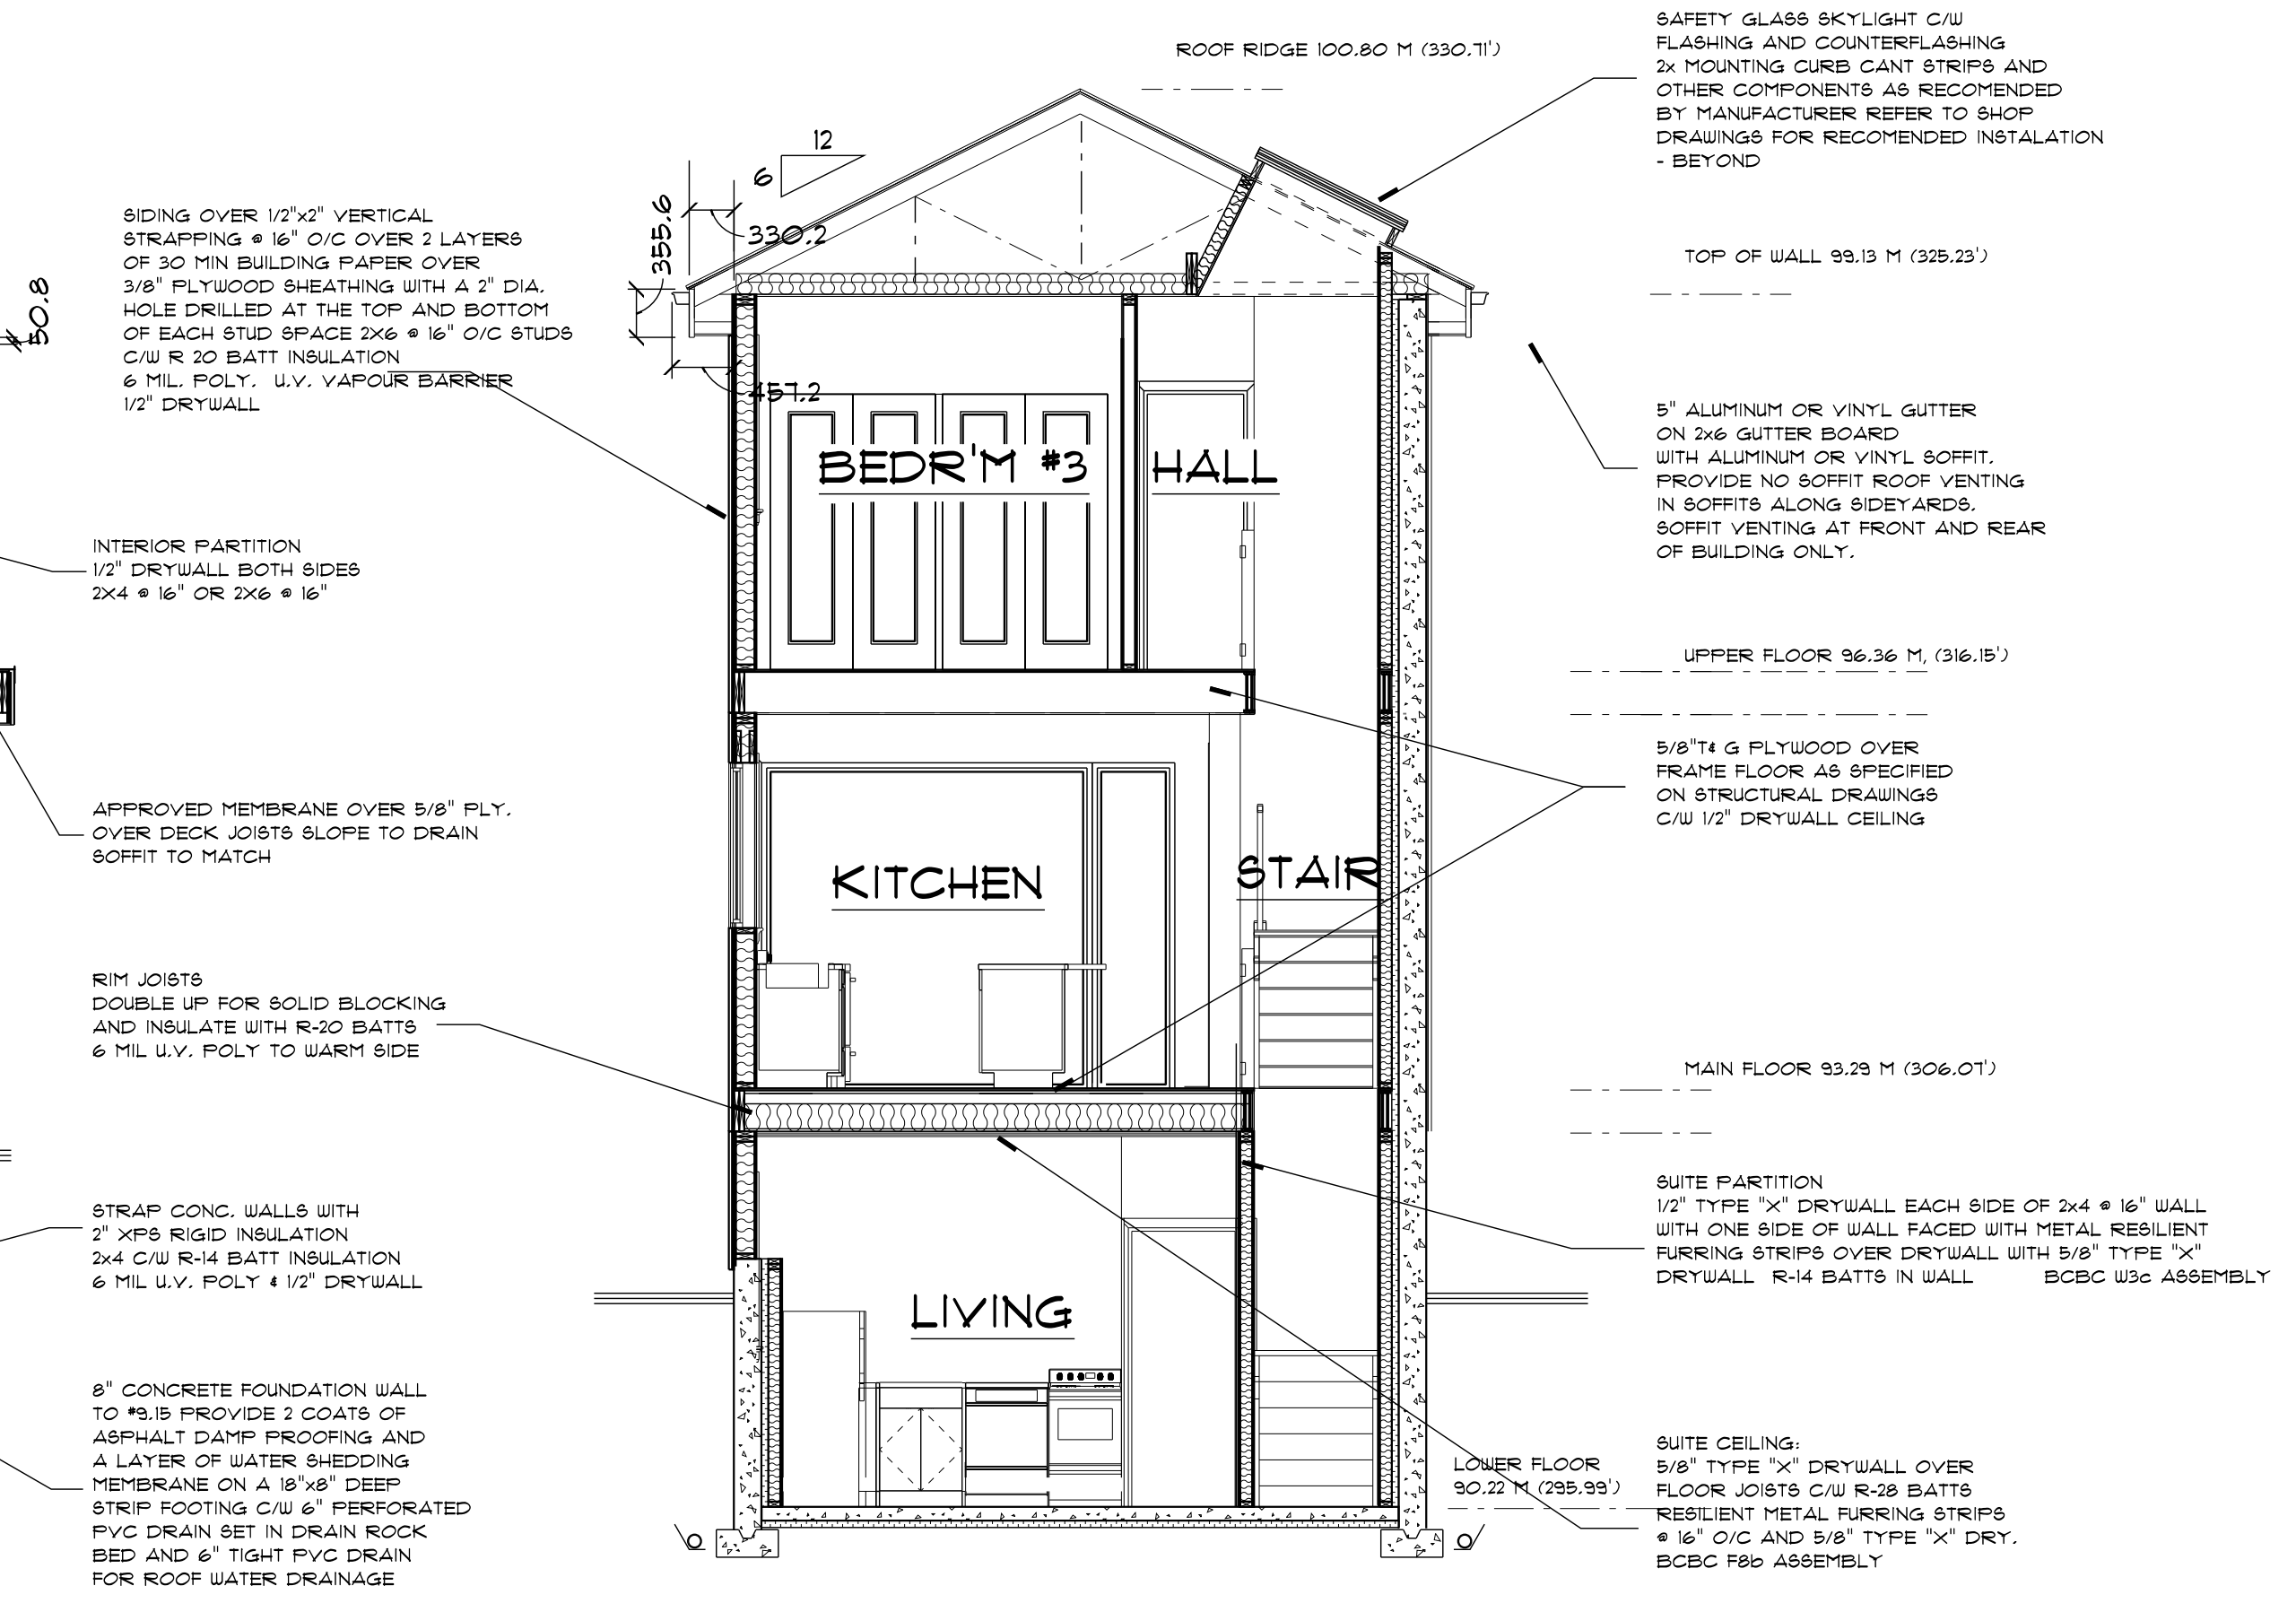 ROOF RIDGE 100.80 M (330.71')
SAFETY GLASS SKYLIGHT C/W
FLASHING AND COUNTERFLASHING
2x MOUNTING CURB CANT STRIPS AND
OTHER COMPONENTS AS RECOMENDED
BY MANUFACTURER REFER TO SHOP
DRAWINGS FOR RECOMENDED INSTALATION
- BEYOND
12
6
355.6
330.2
457.2
50.8
SIDING OVER 1/2"x2" VERTICAL
STRAPPING @ 16" O/C OVER 2 LAYERS
OF 30 MIN BUILDING PAPER OVER
3/8" PLYWOOD SHEATHING WITH A 2" DIA.
HOLE DRILLED AT THE TOP AND BOTTOM
OF EACH STUD SPACE 2X6 @ 16" O/C STUDS
C/W R 20 BATT INSULATION
6 MIL. POLY. U.V. VAPOUR BARRIER
1/2" DRYWALL
TOP OF WALL 99.13 M (325.23')
5" ALUMINUM OR VINYL GUTTER
ON 2x6 GUTTER BOARD
WITH ALUMINUM OR VINYL SOFFIT.
PROVIDE NO SOFFIT ROOF VENTING
IN SOFFITS ALONG SIDEYARDS.
SOFFIT VENTING AT FRONT AND REAR
OF BUILDING ONLY.
BEDR'M #3
HALL
INTERIOR PARTITION
1/2" DRYWALL BOTH SIDES
2X4 @ 16" OR 2X6 @ 16"
UPPER FLOOR 96.36 M, (316.15')
5/8"T& G PLYWOOD OVER
FRAME FLOOR AS SPECIFIED
ON STRUCTURAL DRAWINGS
C/W 1/2" DRYWALL CEILING
APPROVED MEMBRANE OVER 5/8" PLY.
OVER DECK JOISTS SLOPE TO DRAIN
SOFFIT TO MATCH
KITCHEN
STAIR
RIM JOISTS
DOUBLE UP FOR SOLID BLOCKING
AND INSULATE WITH R-20 BATTS
6 MIL U.V. POLY TO WARM SIDE
MAIN FLOOR 93.29 M (306.07')
SUITE PARTITION
1/2" TYPE "X" DRYWALL EACH SIDE OF 2x4 @ 16" WALL
WITH ONE SIDE OF WALL FACED WITH METAL RESILIENT
FURRING STRIPS OVER DRYWALL WITH 5/8" TYPE "X"
DRYWALL R-14 BATTS IN WALL BCBC W3c ASSEMBLY
STRAP CONC. WALLS WITH
2" XPS RIGID INSULATION
2x4 C/W R-14 BATT INSULATION
6 MIL U.V. POLY & 1/2" DRYWALL
LIVING
8" CONCRETE FOUNDATION WALL
TO #9.15 PROVIDE 2 COATS OF
ASPHALT DAMP PROOFING AND
A LAYER OF WATER SHEDDING
MEMBRANE ON A 18"x8" DEEP
STRIP FOOTING C/W 6" PERFORATED
PVC DRAIN SET IN DRAIN ROCK
BED AND 6" TIGHT PVC DRAIN
FOR ROOF WATER DRAINAGE
LOWER FLOOR
90.22 M (295.99')
SUITE CEILING:
5/8" TYPE "X" DRYWALL OVER
FLOOR JOISTS C/W R-28 BATTS
RESILIENT METAL FURRING STRIPS
@ 16" O/C AND 5/8" TYPE "X" DRY.
BCBC F8b ASSEMBLY